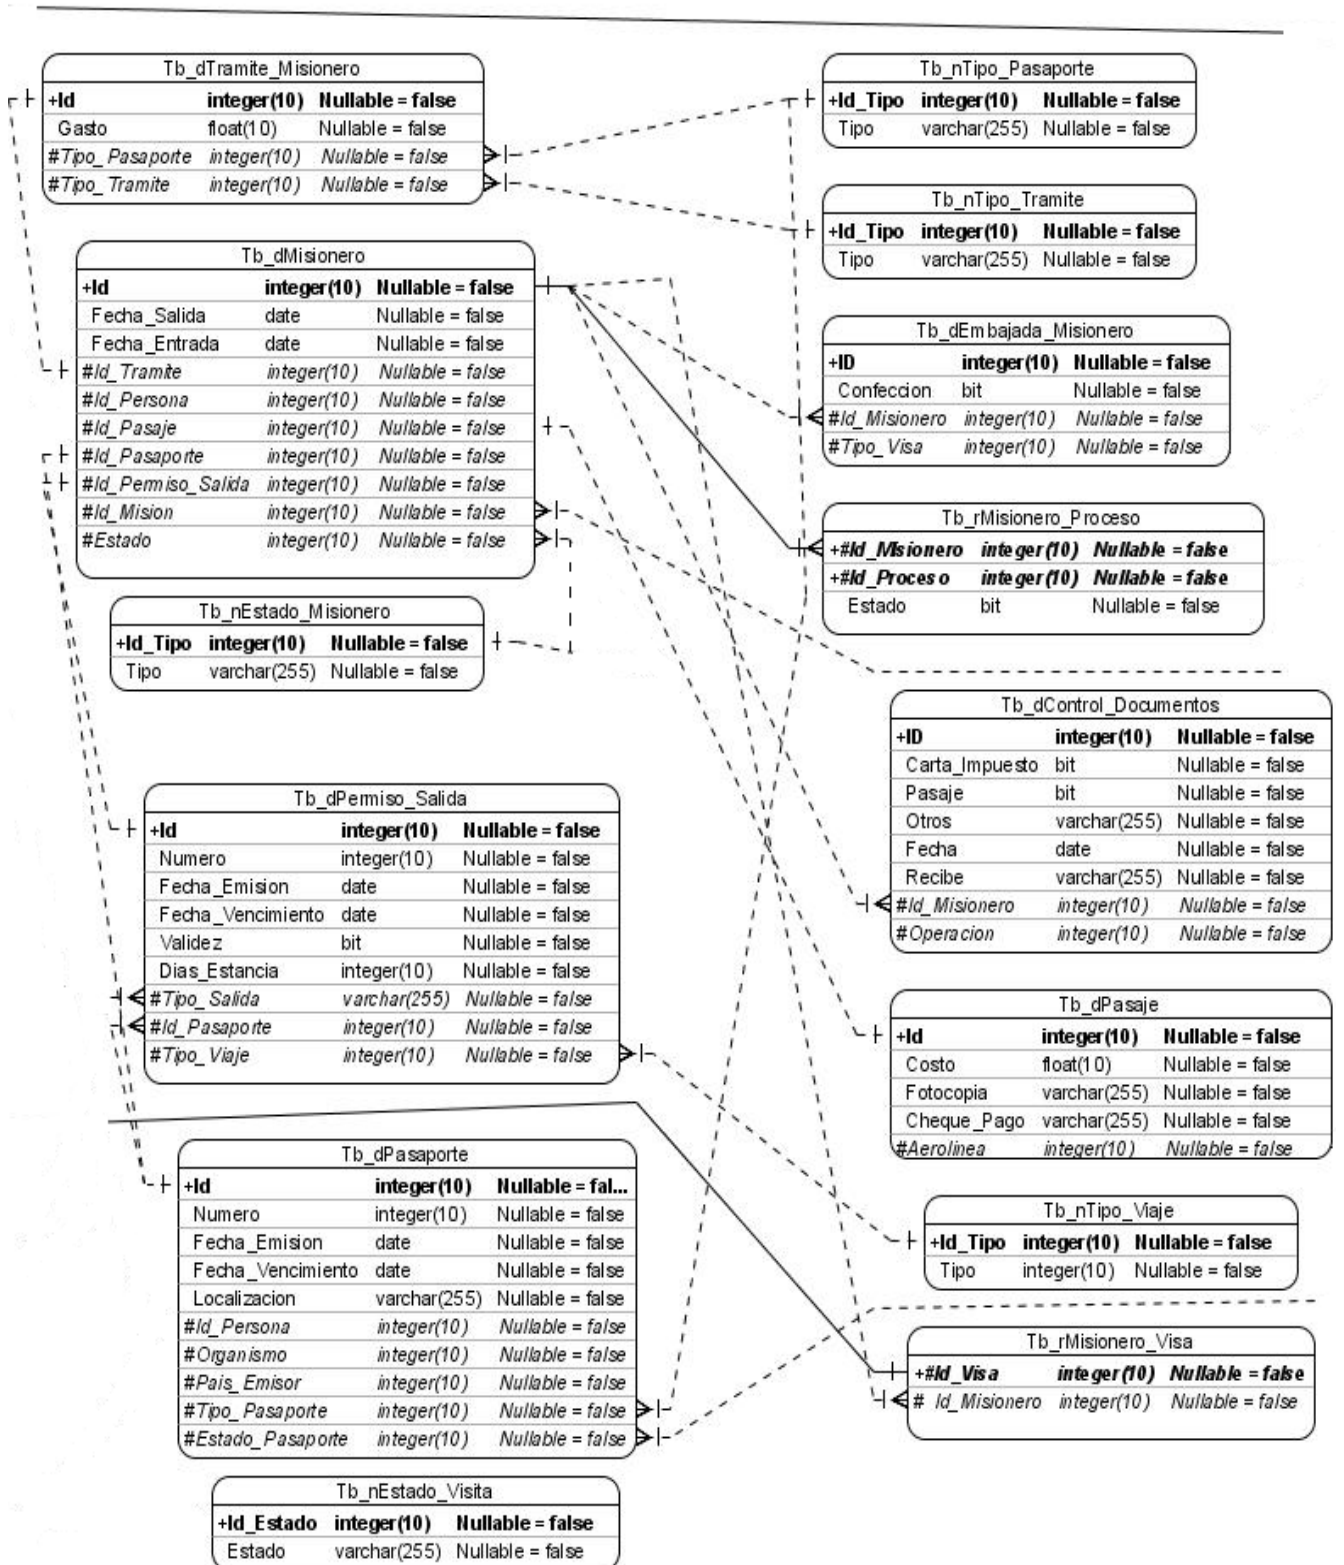 Tb_dTramite_Misionero
+Id integer(10) Nullable = false
Gasto float(10) Nullable = false
#Tipo_Pasaporte integer(10) Nullable = false
#Tipo_Tramite integer(10) Nullable = false
Tb_nTipo_Pasaporte
+Id_Tipo integer(10) Nullable = false
Tipo varchar(255) Nullable = false
Tb_nTipo_Tramite
+Id_Tipo integer(10) Nullable = false
Tipo varchar(255) Nullable = false
Tb_dMisionero
+Id integer(10) Nullable = false
Fecha_Salida date Nullable = false
Fecha_Entrada date Nullable = false
#Id_Tramite integer(10) Nullable = false
#Id_Persona integer(10) Nullable = false
#Id_Pasaje integer(10) Nullable = false
#Id_Pasaporte integer(10) Nullable = false
#Id_Permiso_Salida integer(10) Nullable = false
#Id_Mision integer(10) Nullable = false
#Estado integer(10) Nullable = false
Tb_dEmbajada_Misionero
+ID integer(10) Nullable = false
Confeccion bit Nullable = false
#Id_Misionero integer(10) Nullable = false
#Tipo_Visa integer(10) Nullable = false
Tb_rMisionero_Proceso
+#Id_Misionero integer(10) Nullable = false
+#Id_Proceso integer(10) Nullable = false
Estado bit Nullable = false
Tb_nEstado_Misionero
+Id_Tipo integer(10) Nullable = false
Tipo varchar(255) Nullable = false
Tb_dControl_Documentos
+ID integer(10) Nullable = false
Carta_Impuesto bit Nullable = false
Pasaje bit Nullable = false
Otros varchar(255) Nullable = false
Fecha date Nullable = false
Recibe varchar(255) Nullable = false
#Id_Misionero integer(10) Nullable = false
#Operacion integer(10) Nullable = false
Tb_dPermiso_Salida
+Id integer(10) Nullable = false
Numero integer(10) Nullable = false
Fecha_Emision date Nullable = false
Fecha_Vencimiento date Nullable = false
Validez bit Nullable = false
Dias_Estancia integer(10) Nullable = false
#Tipo_Salida varchar(255) Nullable = false
#Id_Pasaporte integer(10) Nullable = false
#Tipo_Viaje integer(10) Nullable = false
Tb_dPasaje
+Id integer(10) Nullable = false
Costo float(10) Nullable = false
Fotocopia varchar(255) Nullable = false
Cheque_Pago varchar(255) Nullable = false
#Aerolinea integer(10) Nullable = false
Tb_dPasaporte
+Id integer(10) Nullable = fal...
Numero integer(10) Nullable = false
Fecha_Emision date Nullable = false
Fecha_Vencimiento date Nullable = false
Localizacion varchar(255) Nullable = false
#Id_Persona integer(10) Nullable = false
#Organismo integer(10) Nullable = false
#Pais_Emisor integer(10) Nullable = false
#Tipo_Pasaporte integer(10) Nullable = false
#Estado_Pasaporte integer(10) Nullable = false
Tb_nTipo_Viaje
+Id_Tipo integer(10) Nullable = false
Tipo integer(10) Nullable = false
Tb_rMisionero_Visa
+#Id_Visa integer(10) Nullable = false
# Id_Misionero integer(10) Nullable = false
Tb_nEstado_Visita
+Id_Estado integer(10) Nullable = false
Estado varchar(255) Nullable = false